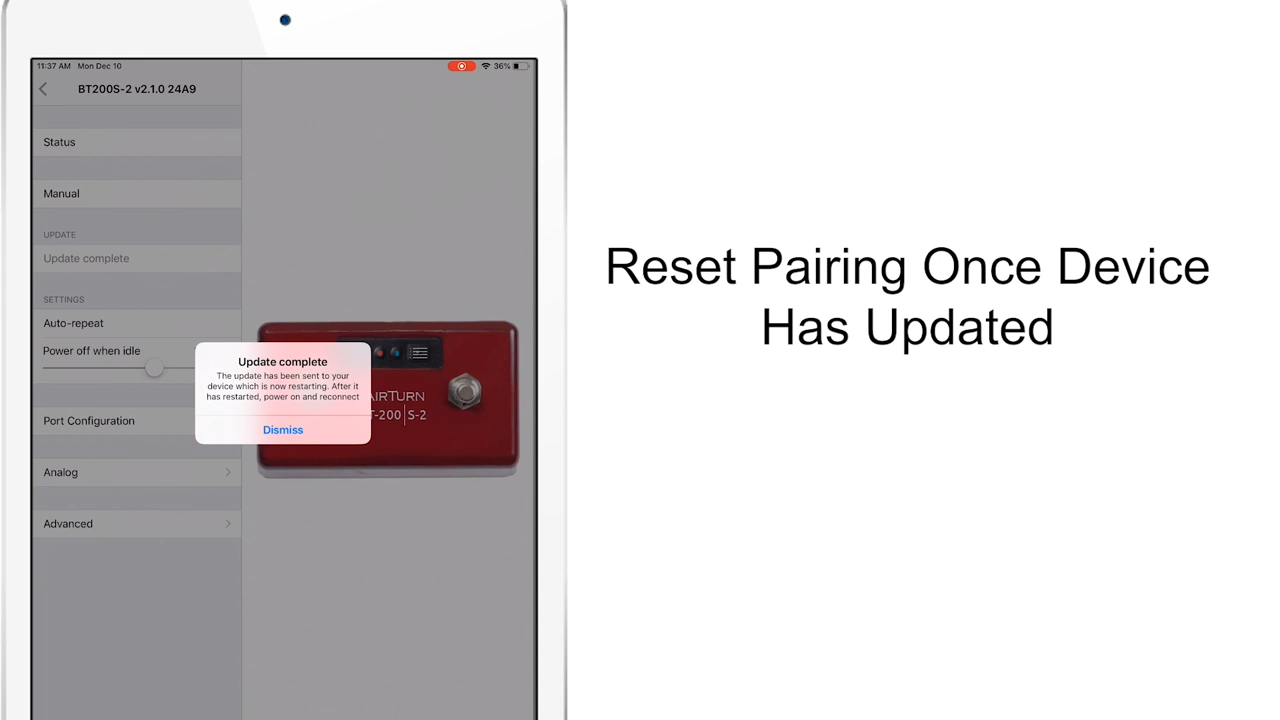 11:37 AM Mon Dec 10
36%
BT200S-2 v2.1.0 24A9
Status
Manual
UPDATE
Update complete
SETTINGS
Auto-repeat
Power off when idle
Port Configuration
Analog
Advanced
Update complete
The update has been sent to your
device which is now restarting. After it
has restarted, power on and reconnect
Dismiss
S-2
Reset Pairing Once Device
Has Updated